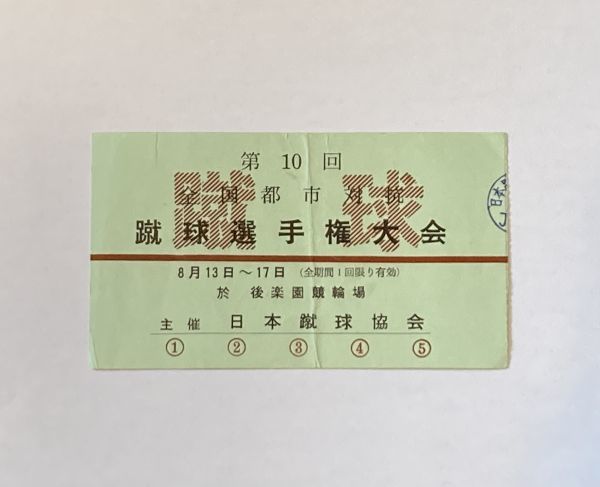 第 10 回
全国都市対抗
蹴球選手権大会
蹴球
8月13日～17日 (全期間1回限り有効)
於 後楽園競輪場
主催 日本蹴球協会
① ② ③ ④ ⑤
日本